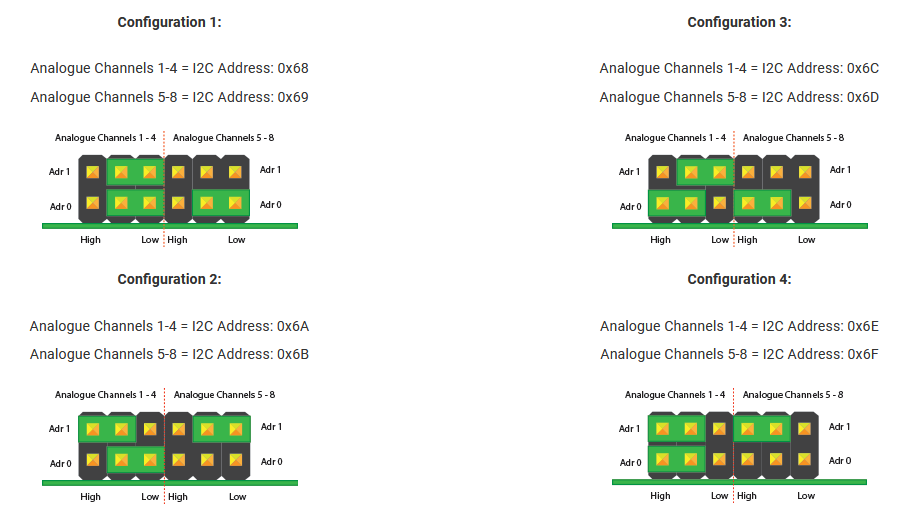 Configuration 1:
Analogue Channels 1-4 = I2C Address: 0x68
Analogue Channels 5-8 = I2C Address: 0x69
Analogue Channels 1 - 4
Analogue Channels 5 - 8
Adr 1
Adr 1
Adr 0
Adr 0
High
Low
High
Low
Configuration 2:
Analogue Channels 1-4 = I2C Address: 0x6A
Analogue Channels 5-8 = I2C Address: 0x6B
Analogue Channels 1 - 4
Analogue Channels 5 - 8
Adr 1
Adr 1
Adr 0
Adr 0
High
Low
High
Low
Configuration 3:
Analogue Channels 1-4 = I2C Address: 0x6C
Analogue Channels 5-8 = I2C Address: 0x6D
Analogue Channels 1 - 4
Analogue Channels 5 - 8
Adr 1
Adr 1
Adr 0
Adr 0
High
Low
High
Low
Configuration 4:
Analogue Channels 1-4 = I2C Address: 0x6E
Analogue Channels 5-8 = I2C Address: 0x6F
Analogue Channels 1 - 4
Analogue Channels 5 - 8
Adr 1
Adr 1
Adr 0
Adr 0
High
Low
High
Low